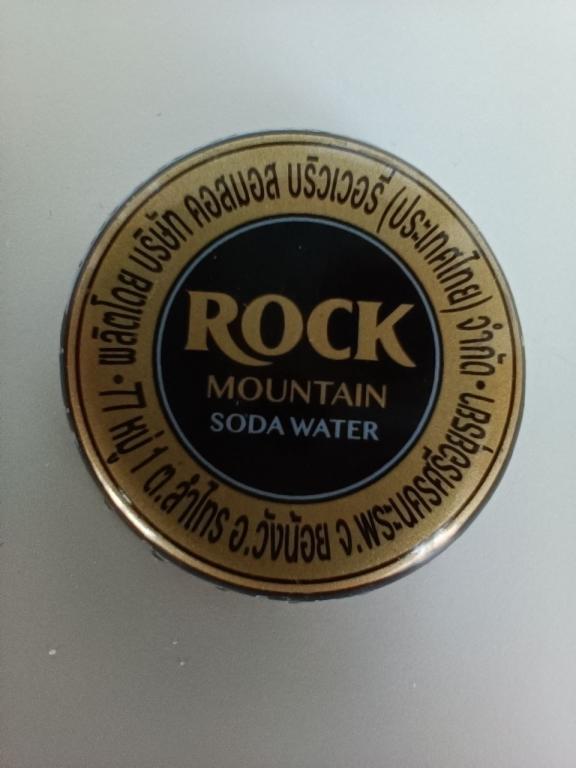 ROCK
MOUNTAIN
SODA WATER
ผลิตโดย บริษัท คอสมอส บริวเวอรี่ (ประเทศไทย) จำกัด •
77 หมู่ 1 ต.ลำไทร อ.วังน้อย จ.พระนครศรีอยุธยา •